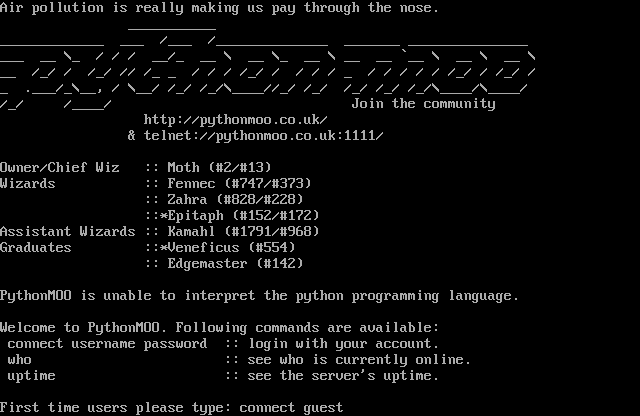 Air pollution is really making us pay through the nose.
python moo
Join the community
http://pythonmoo.co.uk/
& telnet://pythonmoo.co.uk:1111/
Owner/Chief Wiz :: Moth (#2/#13)
Wizards :: Fennec (#747/#373)
:: Zahra (#828/#228)
::*Epitaph (#152/#172)
Assistant Wizards :: Kamahl (#1791/#968)
Graduates ::*Veneficus (#554)
:: Edgemaster (#142)
PythonMOO is unable to interpret the python programming language.
Welcome to PythonMOO. Following commands are available:
connect username password :: login with your account.
who :: see who is currently online.
uptime :: see the server's uptime.
First time users please type: connect guest